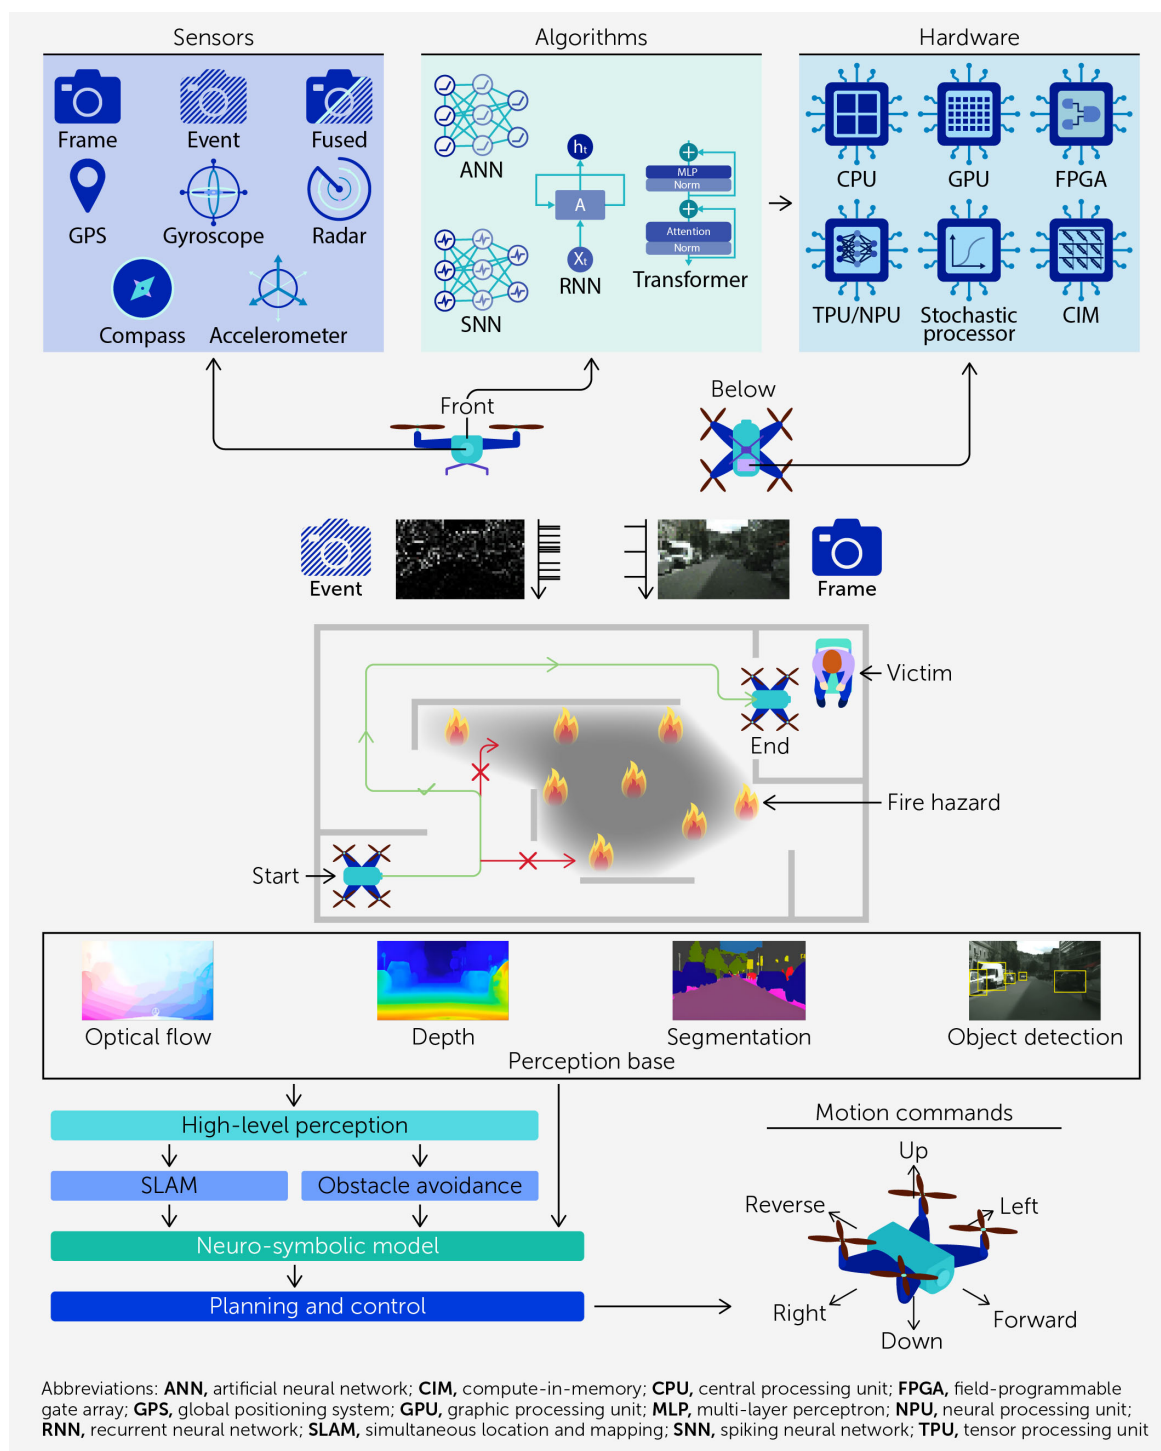 Sensors
Algorithms
Hardware
Frame
Event
Fused
GPS
Gyroscope
Radar
Compass
Accelerometer
ANN
SNN
ht
A
Xt
RNN
MLP
Norm
Attention
Norm
Transformer
CPU
GPU
FPGA
TPU/NPU
Stochastic
processor
CIM
Front
Below
Event
Frame
Victim
End
Fire hazard
Start
Optical flow
Depth
Segmentation
Object detection
Perception base
High-level perception
SLAM
Obstacle avoidance
Neuro-symbolic model
Planning and control
Motion commands
Up
Reverse
Left
Right
Forward
Down
Abbreviations: ANN, artificial neural network; CIM, compute-in-memory; CPU, central processing unit; FPGA, field-programmable
gate array; GPS, global positioning system; GPU, graphic processing unit; MLP, multi-layer perceptron; NPU, neural processing unit;
RNN, recurrent neural network; SLAM, simultaneous location and mapping; SNN, spiking neural network; TPU, tensor processing unit